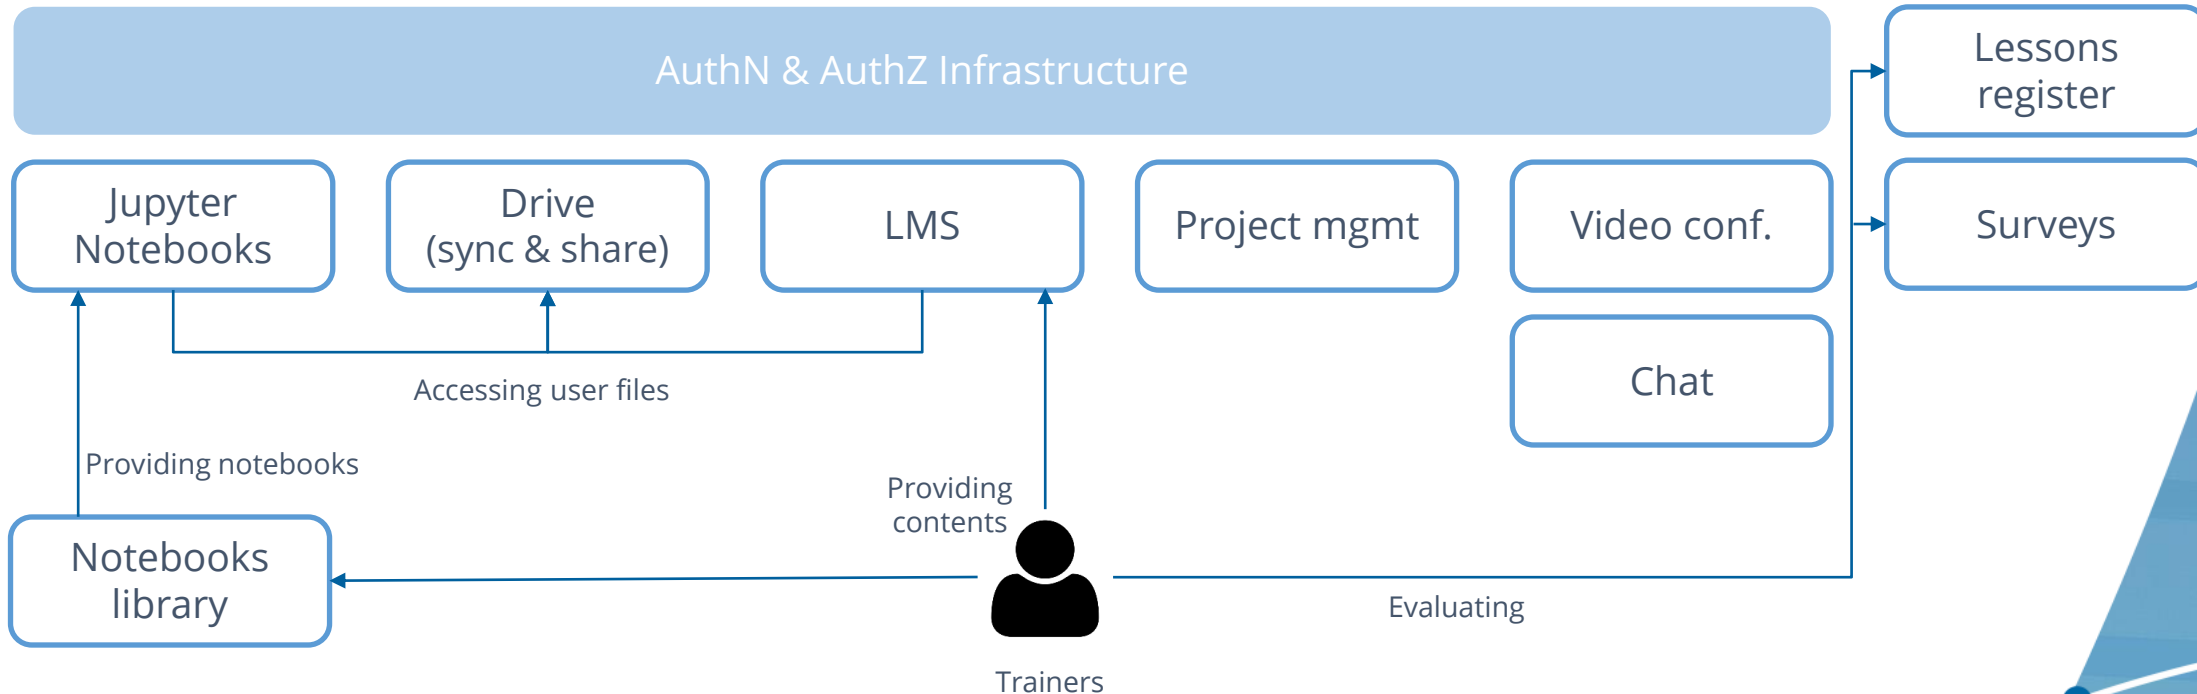 AuthN & AuthZ Infrastructure
Lessons
register
Jupyter
Notebooks
Drive
(sync & share)
LMS
Project mgmt
Video conf.
Surveys
Chat
Accessing user files
Providing notebooks
Providing
contents
Notebooks
library
Evaluating
Trainers